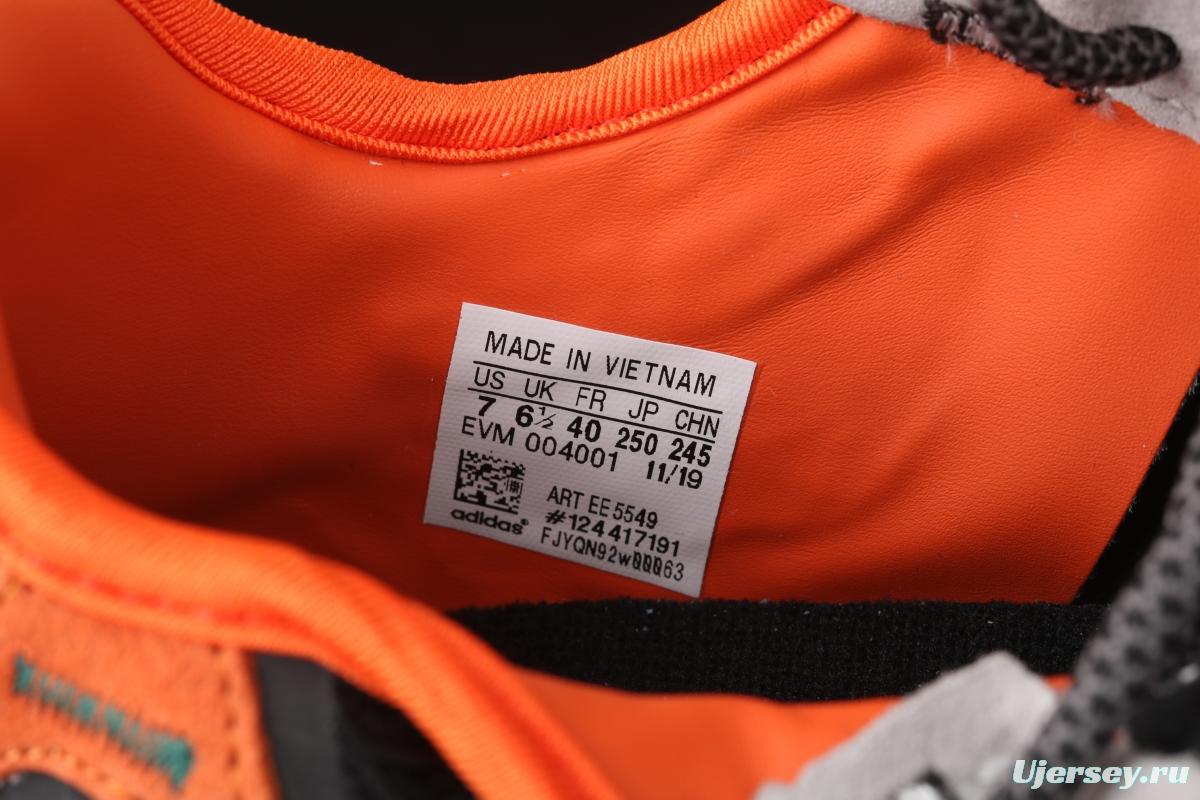 MADE IN VIETNAM
US UK FR JP CHN
7 6½ 40 250 245
EVM 004001 11/19
ART EE5549
#124417191
FJYQN92W00063
adidas®
Ujersey.ru